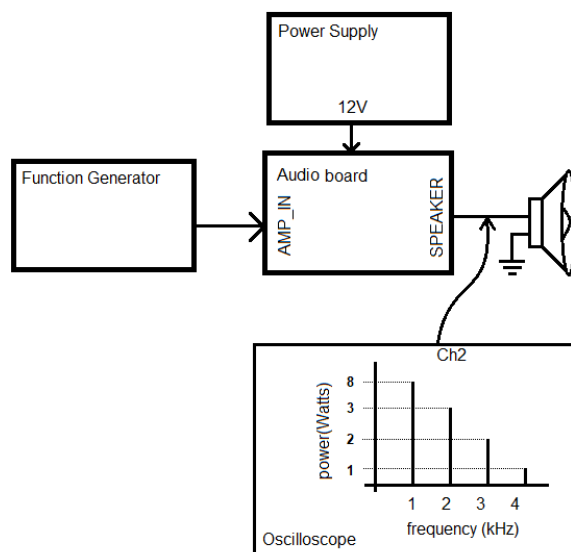 Power Supply
12V
Function Generator
Audio board
AMP_IN
SPEAKER
Ch2
power(Watts)
8
3
2
1
1 2 3 4
frequency (kHz)
Oscilloscope